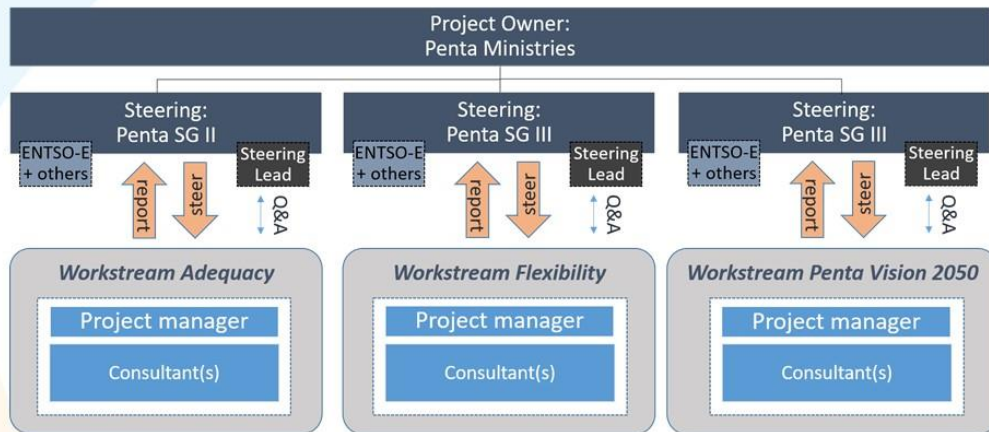 Project Owner:
Penta Ministries
Steering:
Penta SG II
ENTSO-E
+ others
Steering
Lead
report
steer
Q&A
Steering:
Penta SG III
ENTSO-E
+ others
Steering
Lead
report
steer
Q&A
Steering:
Penta SG III
ENTSO-E
+ others
Steering
Lead
report
steer
Q&A
Workstream Adequacy
Project manager
Consultant(s)
Workstream Flexibility
Project manager
Consultant(s)
Workstream Penta Vision 2050
Project manager
Consultant(s)